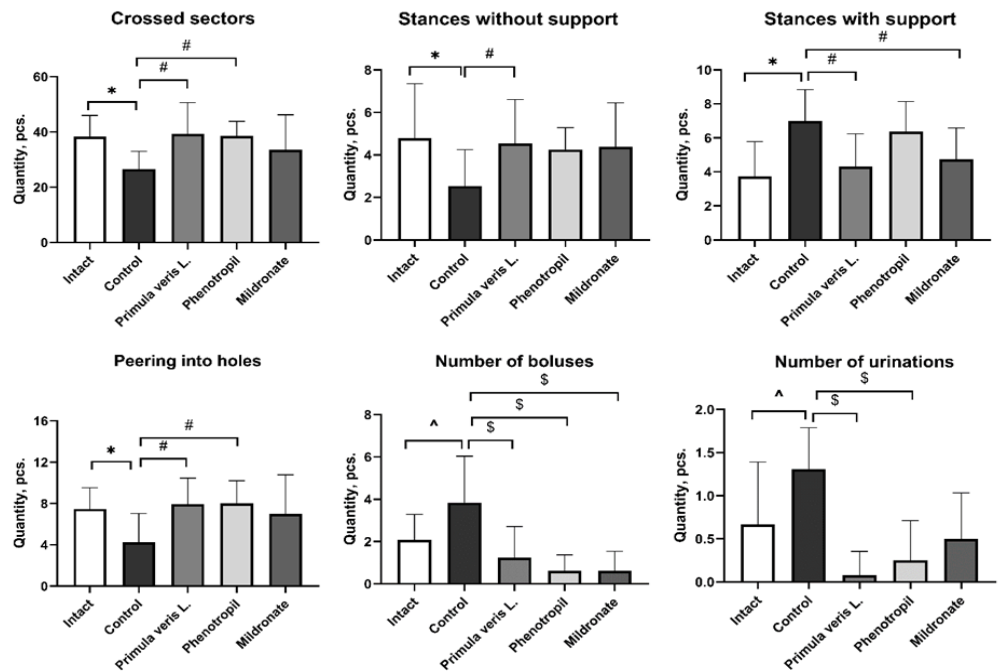 Crossed sectors
#
#
*
Quantity, pcs.
60
40
20
0
Intact
Control
Primula veris L.
Phenotropil
Mildronate
Stances without support
*
#
Quantity, pcs.
8
6
4
2
0
Intact
Control
Primula veris L.
Phenotropil
Mildronate
Stances with support
#
*
#
Quantity, pcs.
10
8
6
4
2
0
Intact
Control
Primula veris L.
Phenotropil
Mildronate
Peering into holes
#
*
#
Quantity, pcs.
16
12
8
4
0
Intact
Control
Primula veris L.
Phenotropil
Mildronate
Number of boluses
$
$
^
$
Quantity, pcs.
8
6
4
2
0
Intact
Control
Primula veris L.
Phenotropil
Mildronate
Number of urinations
$
^
$
Quantity, pcs.
2.0
1.5
1.0
0.5
0.0
Intact
Control
Primula veris L.
Phenotropil
Mildronate